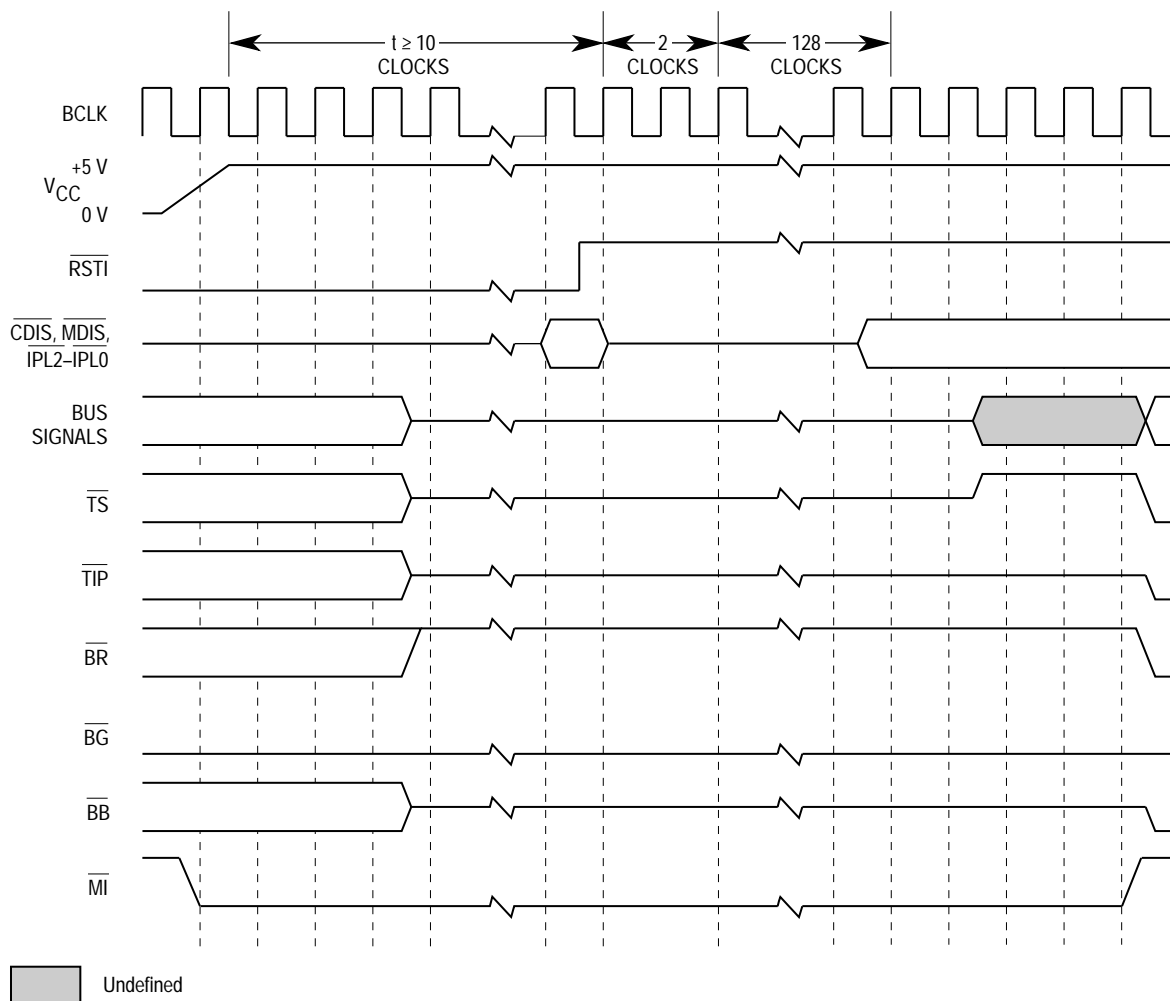 t ≥ 10
CLOCKS
2
CLOCKS
128
CLOCKS
BCLK
+5 V
VCC
0 V
RSTI
CDIS, MDIS,
IPL2–IPL0
BUS
SIGNALS
TS
TIP
BR
BG
BB
MI
Undefined